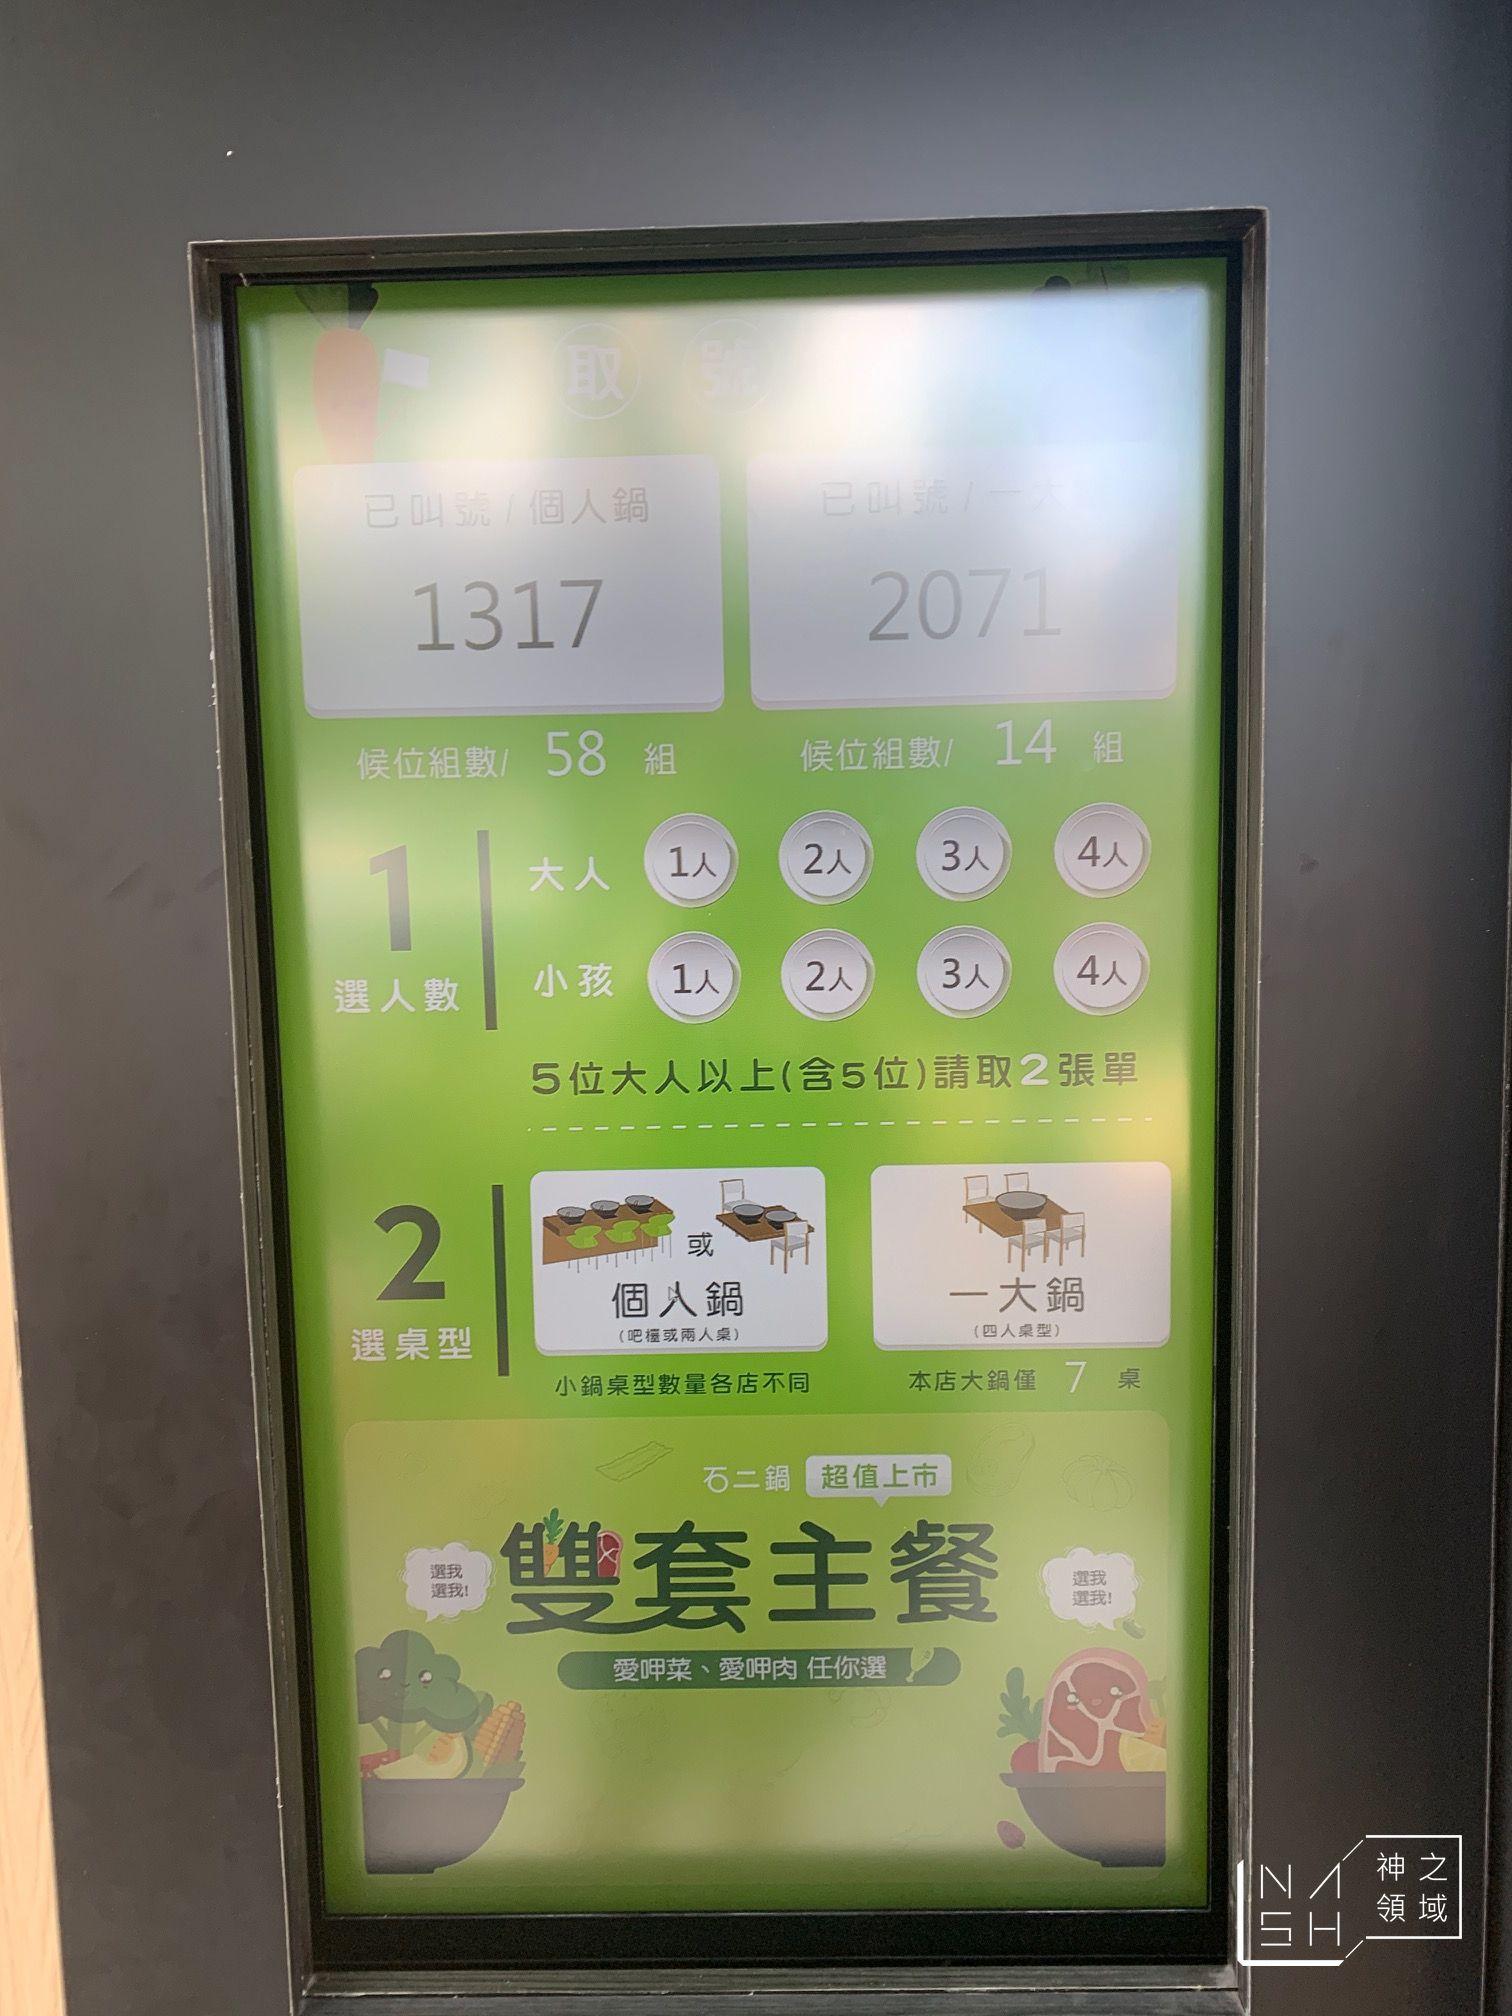 取 號
已叫號/個人鍋
已叫號/一大
1317
2071
候位組數/ 58 組
候位組數/ 14 組
1
選人數
大人 1人 2人 3人 4人
小孩 1人 2人 3人 4人
5位大人以上(含5位)請取2張單
2
選桌型
或
個人鍋
(吧檯或兩人桌)
小鍋桌型數量各店不同
一大鍋
(四人桌型)
本店大鍋僅 7 桌
石二鍋 超值上市
雙套主餐
選我
選我!
選我
選我!
愛呷菜、愛呷肉 任你選
NASH
神之
領域